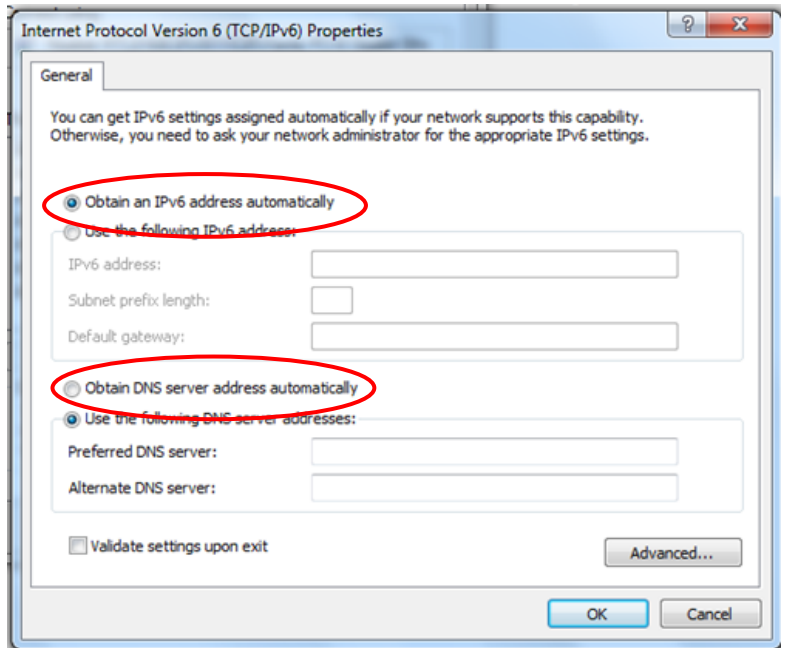 Internet Protocol Version 6 (TCP/IPv6) Properties
General
You can get IPv6 settings assigned automatically if your network supports this capability.
Otherwise, you need to ask your network administrator for the appropriate IPv6 settings.
Obtain an IPv6 address automatically
Use the following IPv6 address:
IPv6 address:
Subnet prefix length:
Default gateway:
Obtain DNS server address automatically
Use the following DNS server addresses:
Preferred DNS server:
Alternate DNS server:
Validate settings upon exit
Advanced...
OK Cancel